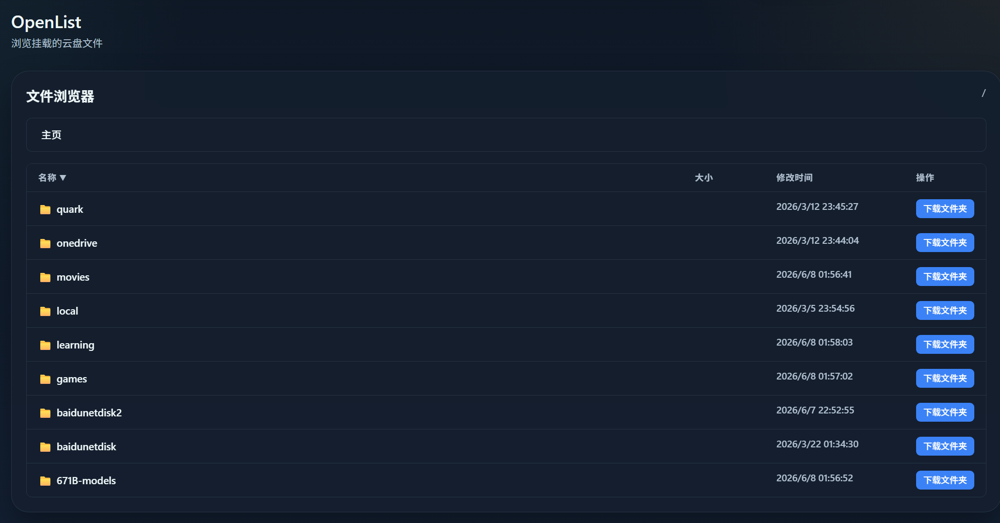 OpenList
浏览挂载的云盘文件
文件浏览器 /
主页
名称 ▼ 大小 修改时间 操作
quark 2026/3/12 23:45:27 下载文件夹
onedrive 2026/3/12 23:44:04 下载文件夹
movies 2026/6/8 01:56:41 下载文件夹
local 2026/3/5 23:54:56 下载文件夹
learning 2026/6/8 01:58:03 下载文件夹
games 2026/6/8 01:57:02 下载文件夹
baidunetdisk2 2026/6/7 22:52:55 下载文件夹
baidunetdisk 2026/3/22 01:34:30 下载文件夹
671B-models 2026/6/8 01:56:52 下载文件夹